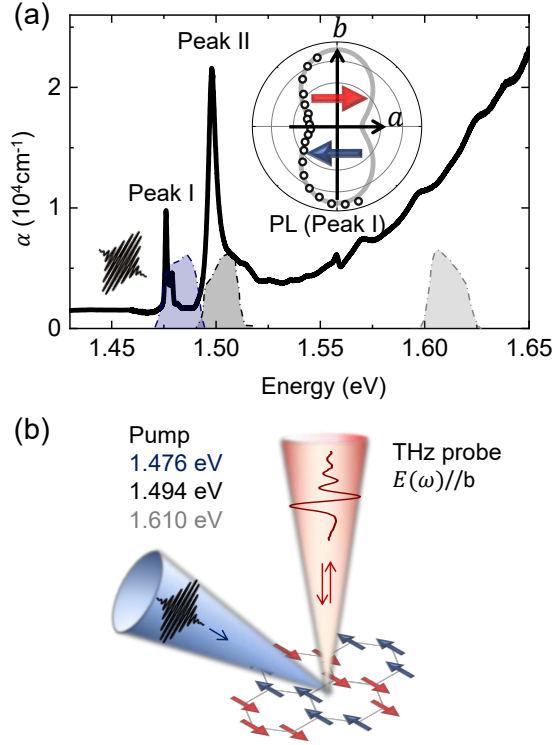 (a)
2
1
0
α (10⁴cm⁻¹)
Peak I
Peak II
b
a
PL (Peak I)
1.45
1.50
1.55
1.60
1.65
Energy (eV)
(b)
Pump
1.476 eV
1.494 eV
1.610 eV
THz probe
E(ω)//b